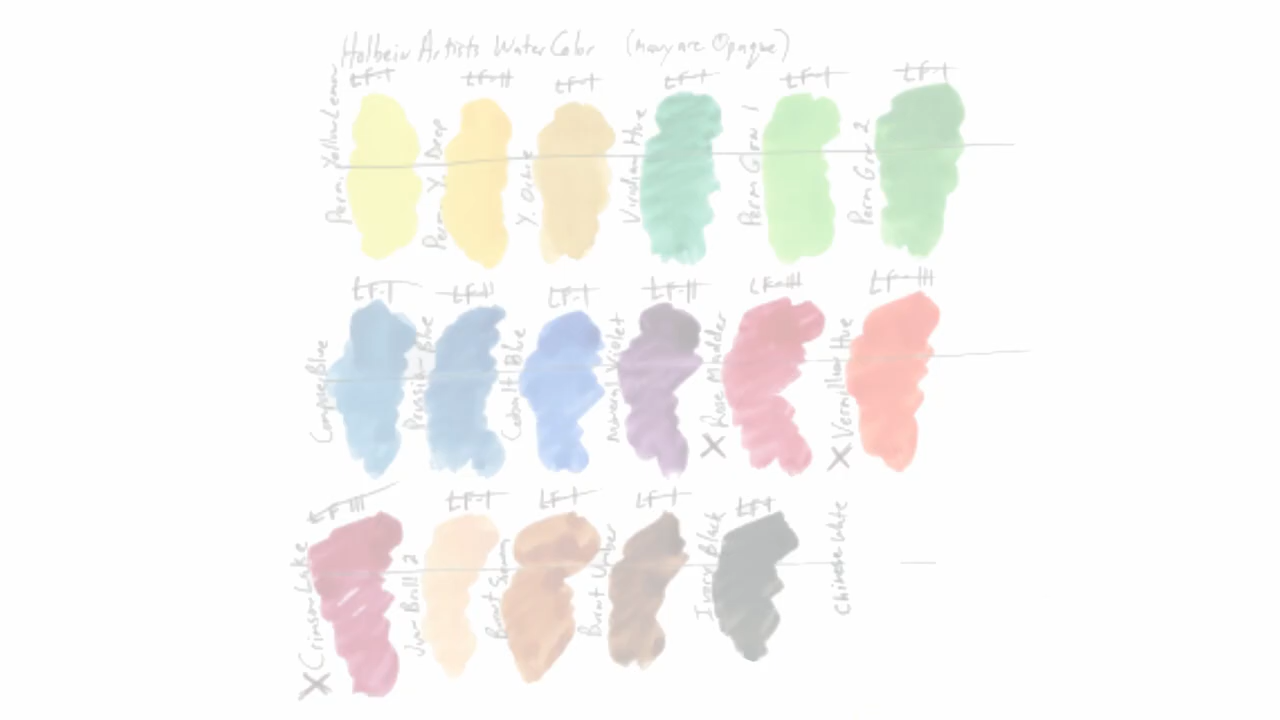 Holbein Artists Water Color (many are Opaque)
LF-I LF-II LF-I LF-I LF-I LF-I
Perm. Yellow Lemon
Perm. Y. Deep
Y. Ochre
Viridian Hue
Perm Grn 1
Perm Grn 2
LF-I LF-II LF-I LF-II LF-III LF-III
Compose Blue
Prussian Blue
Cobalt Blue
Mineral Violet
X Rose Madder
X Vermilion Hue
LF III LF-I LF-I LF-I LF-I
X Crimson Lake
Jun Brill 2
Burnt Sienna
Burnt Umber
Ivory Black
Chinese White